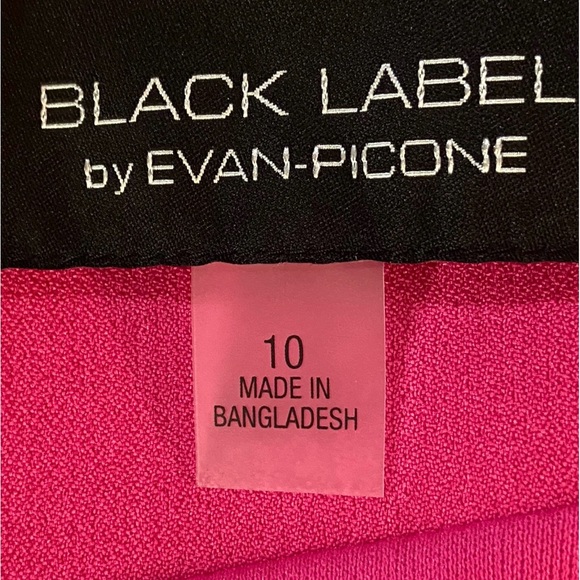 BLACK LABEL
by EVAN-PICONE
10
MADE IN
BANGLADESH